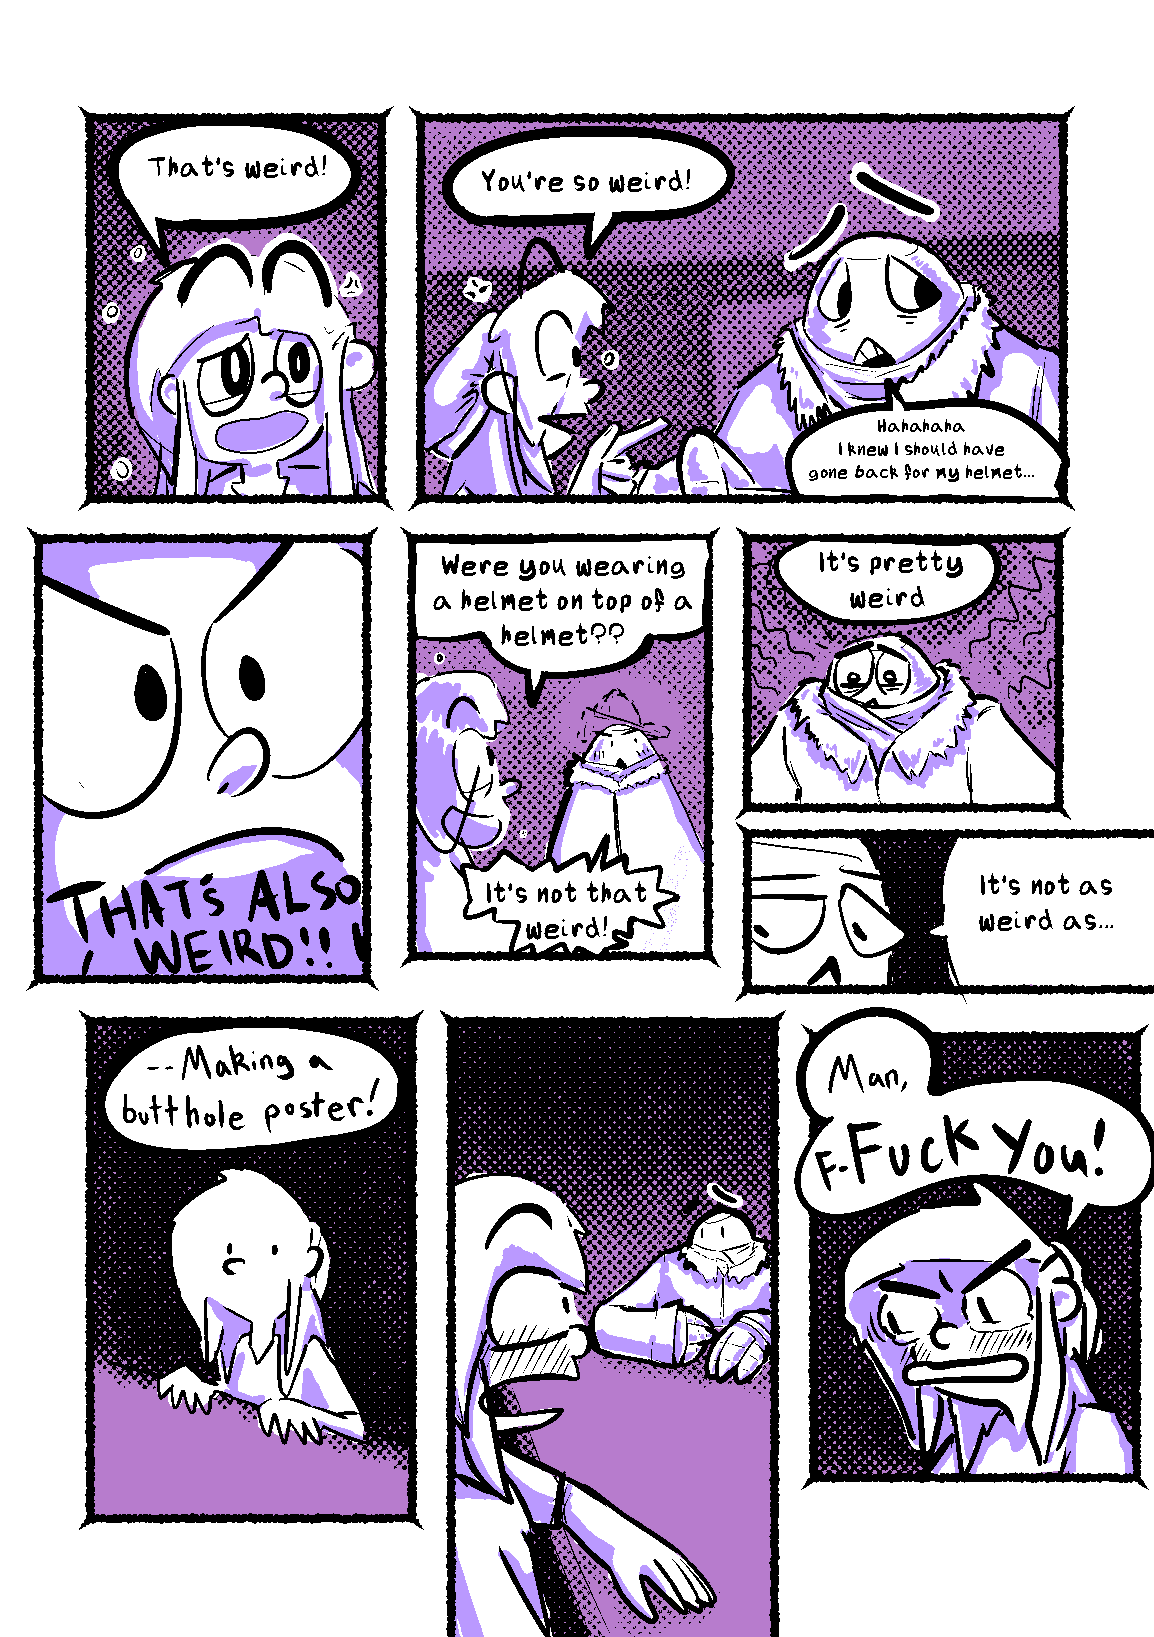 That's weird!
You're so weird!
Hahahaha
I knew I should have
gone back for my helmet...
THAT'S ALSO
WEIRD!!
Were you wearing
a helmet on top of a
helmet??
It's not that
weird!
It's pretty
weird
It's not as
weird as...
--Making a
butthole poster!
Man,
F-Fuck You!